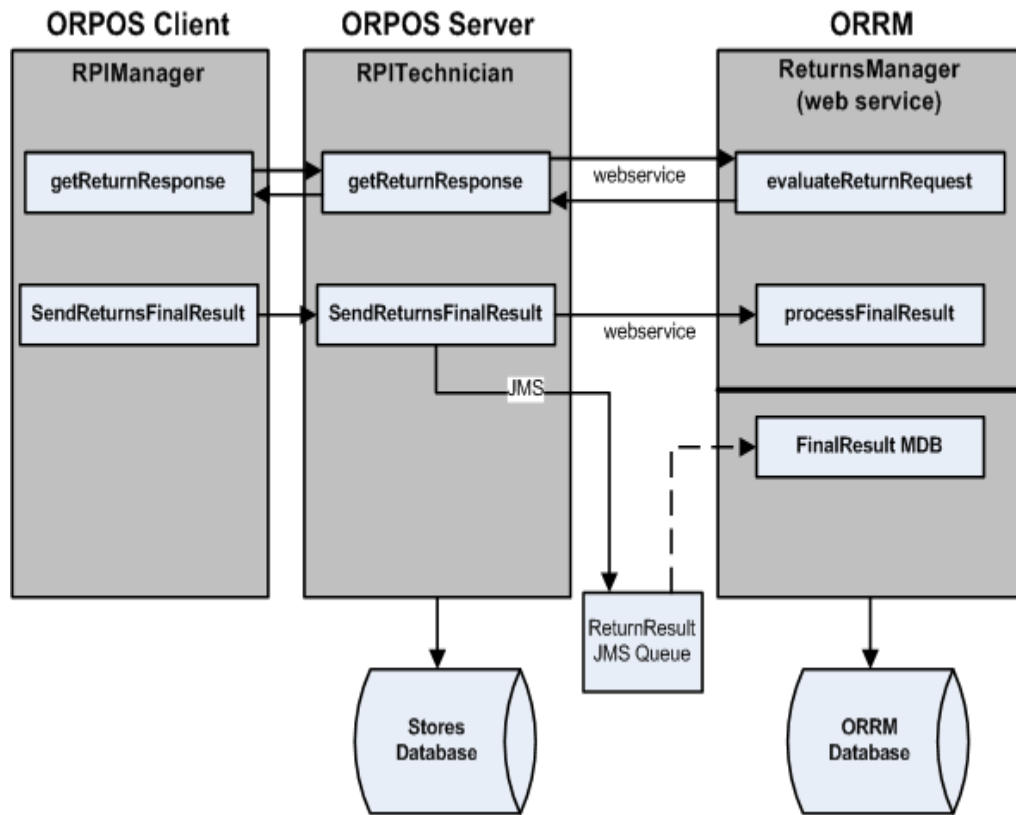 ORPOS Client
ORPOS Server
ORRM
RPIManager
RPITechnician
ReturnsManager
(web service)
getReturnResponse
getReturnResponse
webservice
evaluateReturnRequest
SendReturnsFinalResult
SendReturnsFinalResult
webservice
processFinalResult
JMS
FinalResult MDB
ReturnResult
JMS Queue
Stores
Database
ORRM
Database